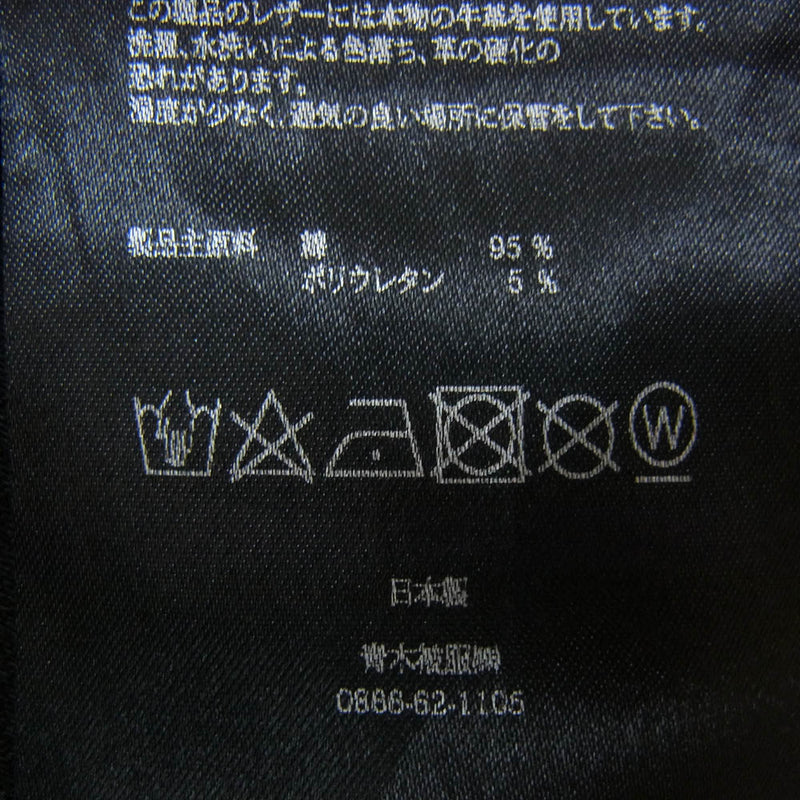 この製品のレザーには本物の牛革を使用しています。
洗濯、水洗いによる色落ち、革の硬化の
恐れがあります。
湿度が少なく、通気の良い場所に保管をして下さい。
製品主原料 綿 95%
ポリウレタン 5%
W
日本製
青木被服㈱
0866-62-1105